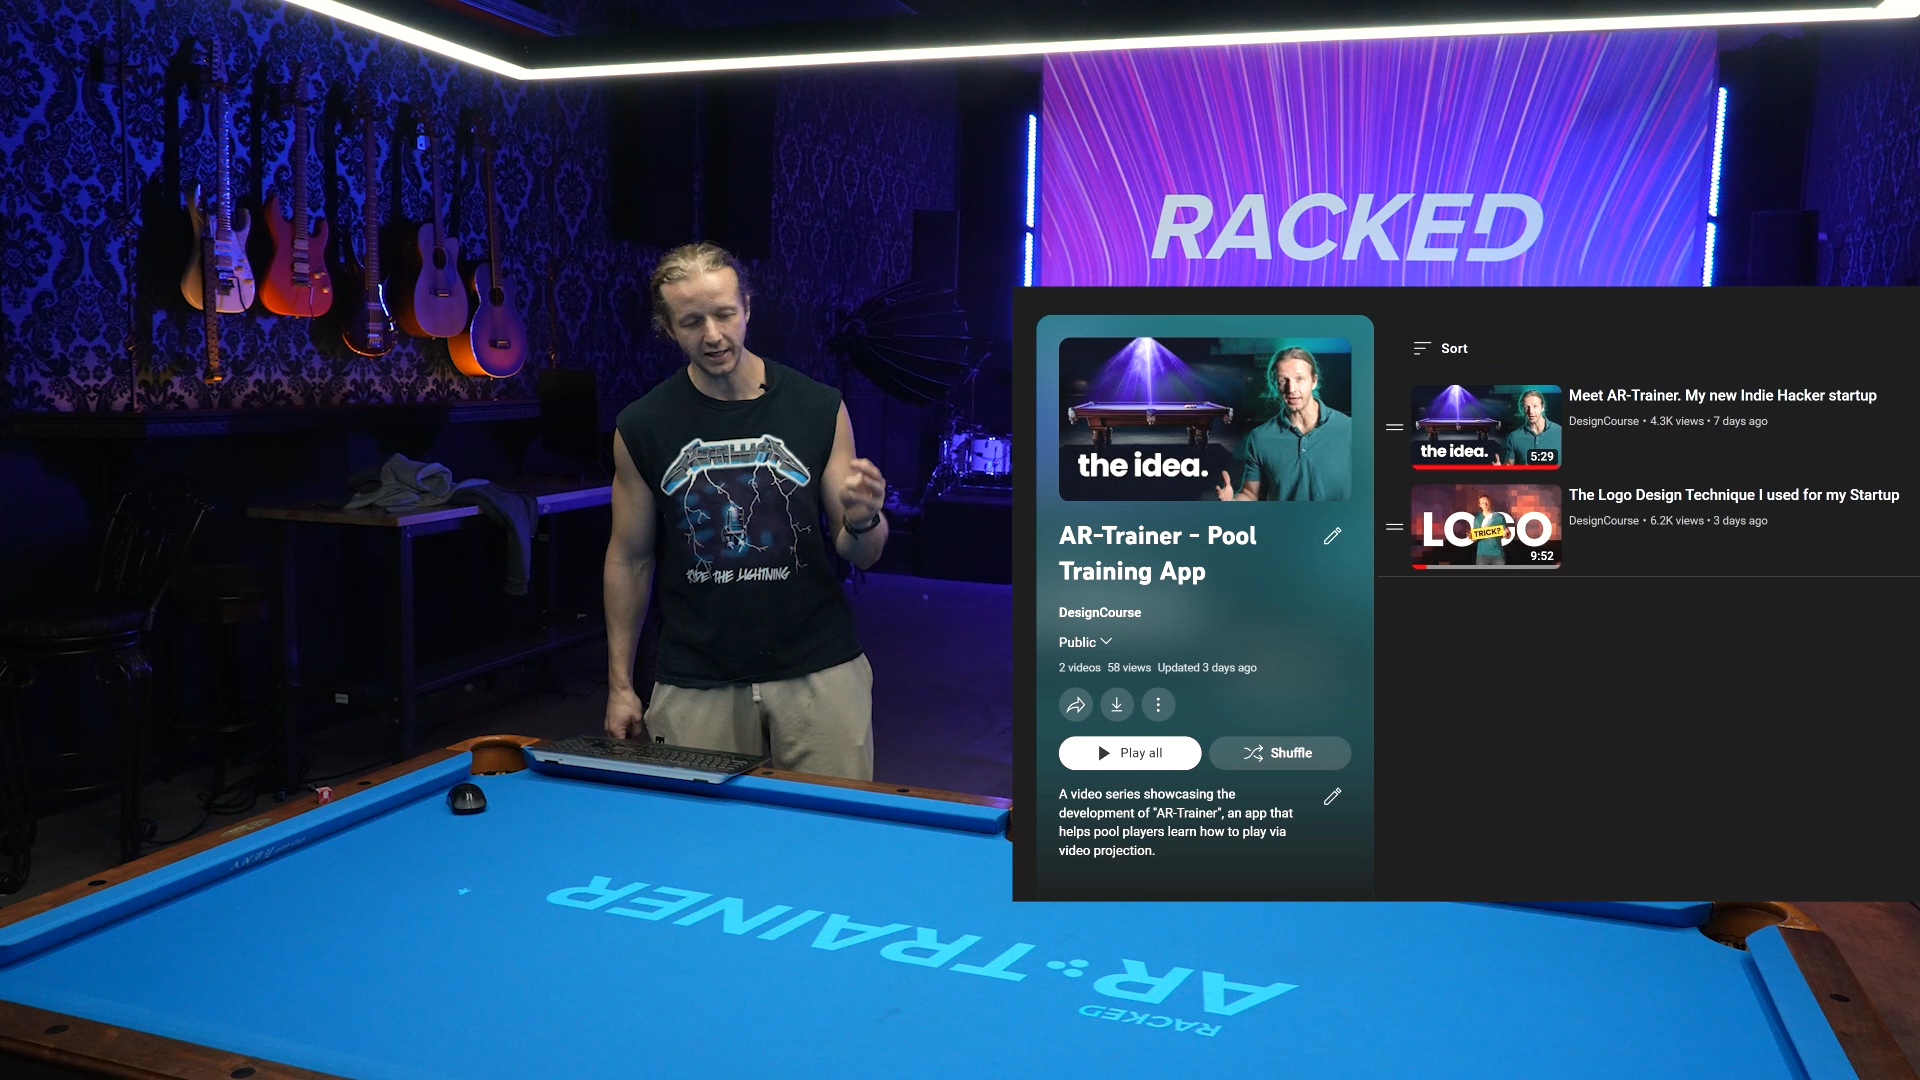 RACKED
METALLICA
RIDE THE LIGHTNING
the idea.
AR-Trainer - Pool
Training App
DesignCourse
Public
2 videos 58 views Updated 3 days ago
Play all
Shuffle
A video series showcasing the
development of "AR-Trainer", an app that
helps pool players learn how to play via
video projection.
Sort
the idea.
5:29
Meet AR-Trainer. My new Indie Hacker startup
DesignCourse • 4.3K views • 7 days ago
LOGO
TRICK?
9:52
The Logo Design Technique I used for my Startup
DesignCourse • 6.2K views • 3 days ago
RACKED
AR:TRAINER